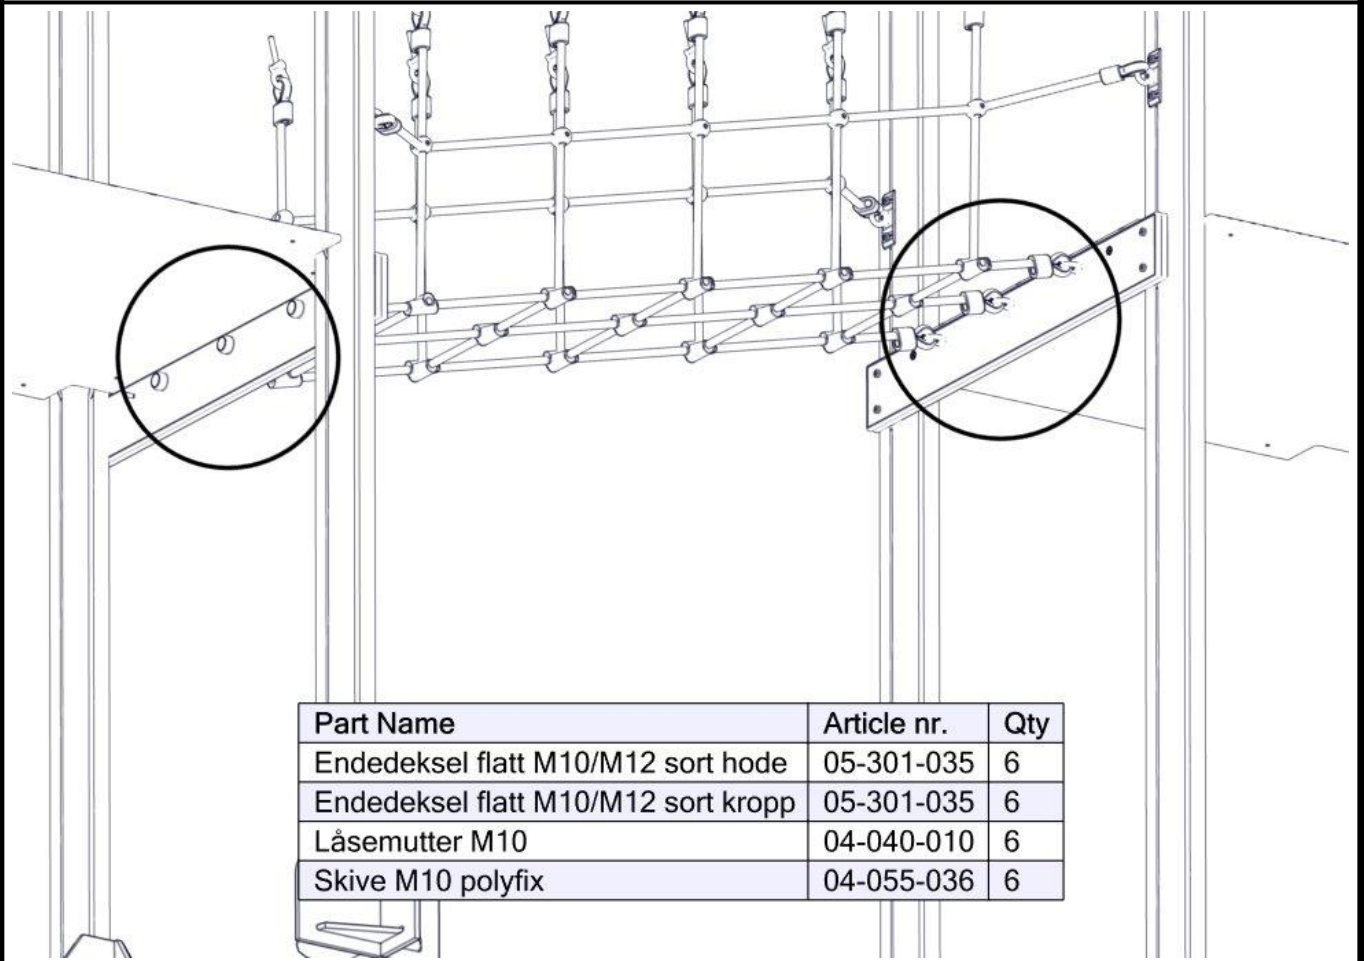 Part Name Article nr. Qty
Endedeksel flatt M10/M12 sort hode 05-301-035 6
Endedeksel flatt M10/M12 sort kropp 05-301-035 6
Låsemutter M10 04-040-010 6
Skive M10 polyfix 04-055-036 6